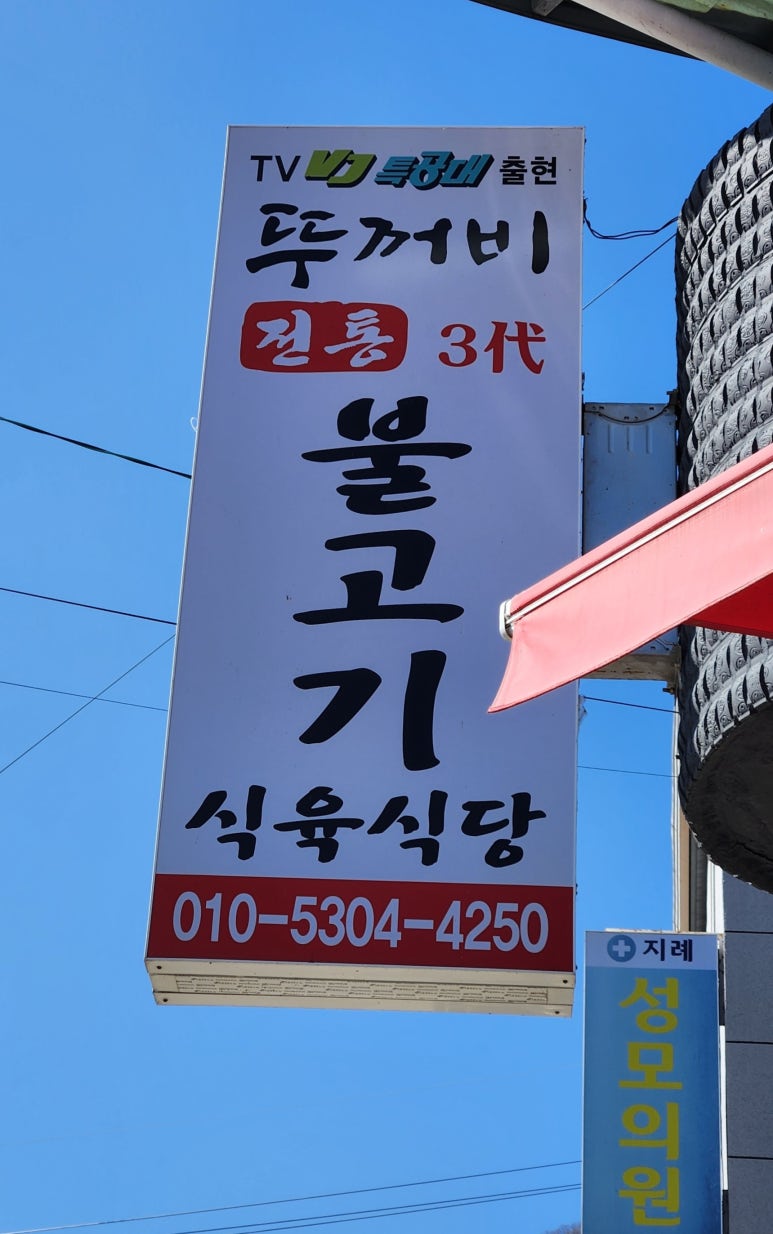 TV VJ 특공대 출현
뚜꺼비
전통 3代
불고기
식육식당
010-5304-4250
지례
성모의원